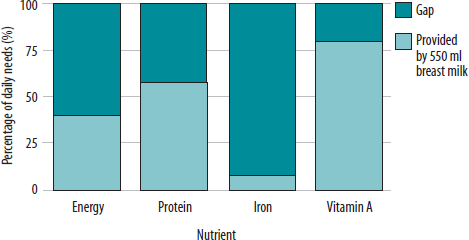 Percentage of daily needs (%)
100
75
50
25
0
Energy
Protein
Iron
Vitamin A
Nutrient
Gap
Provided
by 550 ml
breast milk